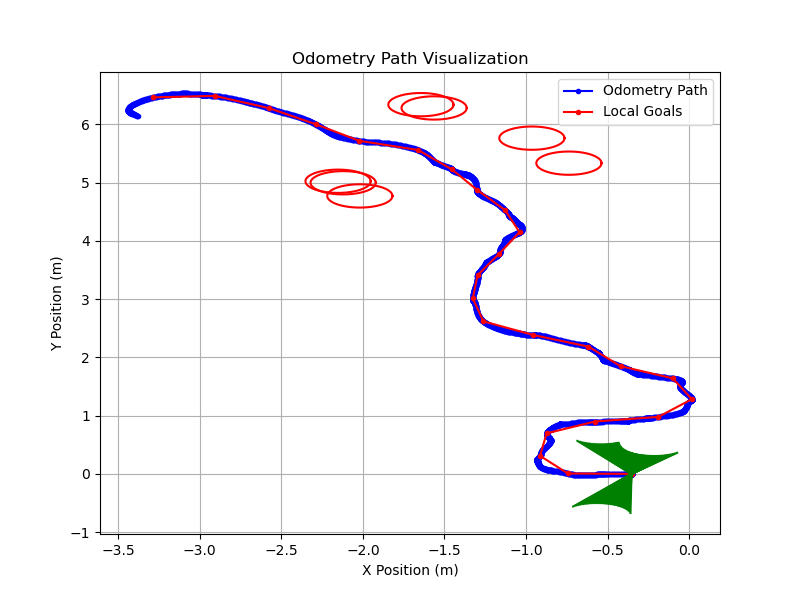 Odometry Path Visualization
Odometry Path
Local Goals
6
5
4
3
2
1
0
−1
Y Position (m)
−3.5 −3.0 −2.5 −2.0 −1.5 −1.0 −0.5 0.0
X Position (m)